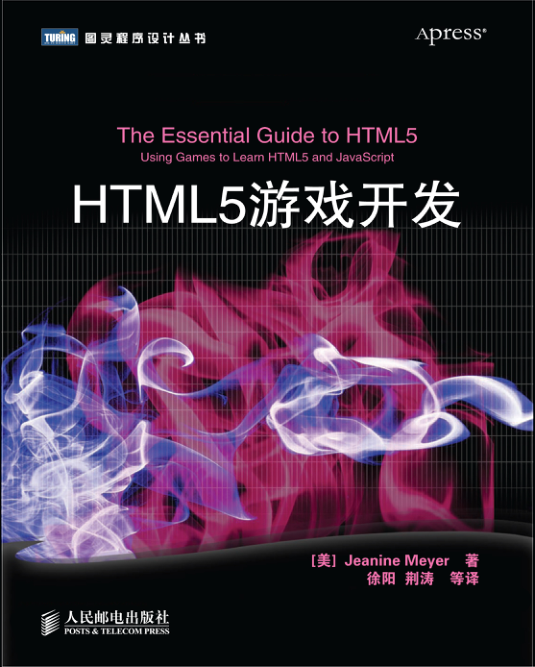 TURING 图灵程序设计丛书
Apress®
The Essential Guide to HTML5
Using Games to Learn HTML5 and JavaScript
HTML5游戏开发
[美] Jeanine Meyer 著
徐阳 荆涛 等译
人民邮电出版社
POSTS & TELECOM PRESS